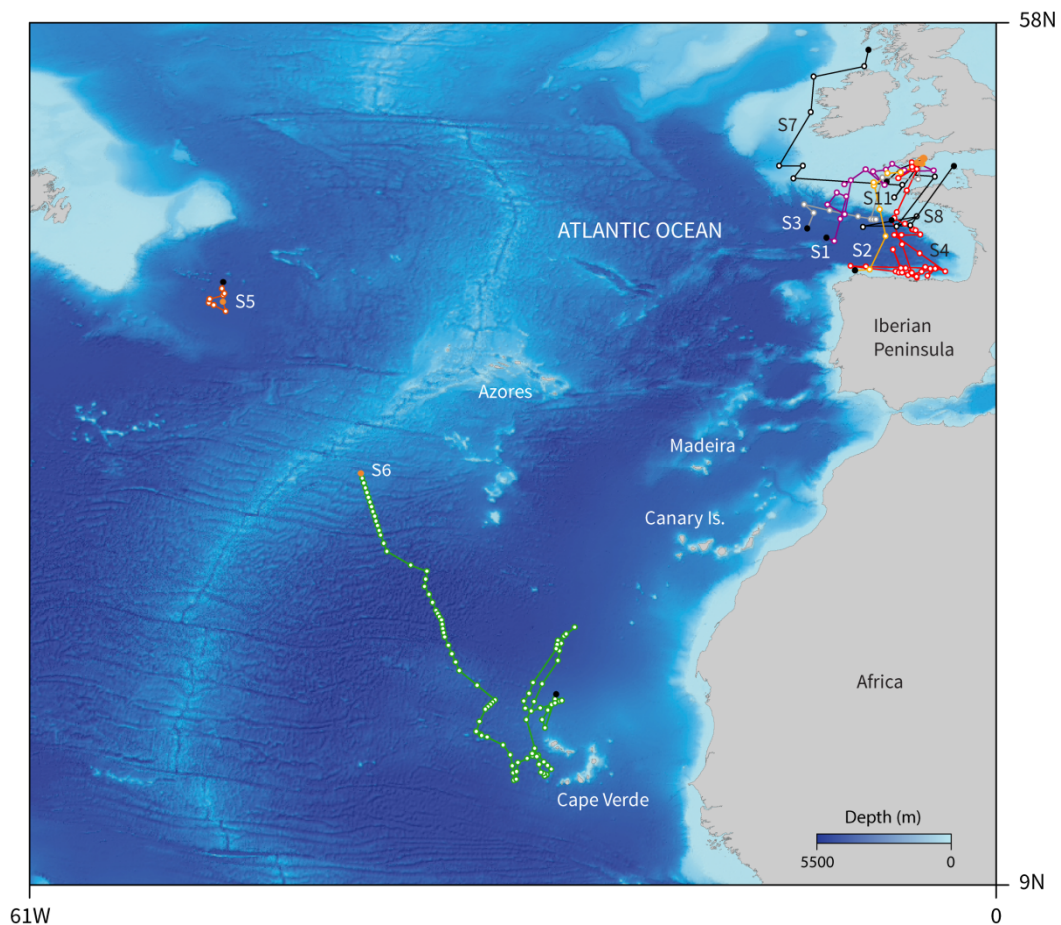 58N
S7
S11
S8
S3
ATLANTIC OCEAN
S1
S2
S4
S5
Iberian
Peninsula
Azores
Madeira
S6
Canary Is.
Africa
Cape Verde
Depth (m)
5500
0
9N
61W
0